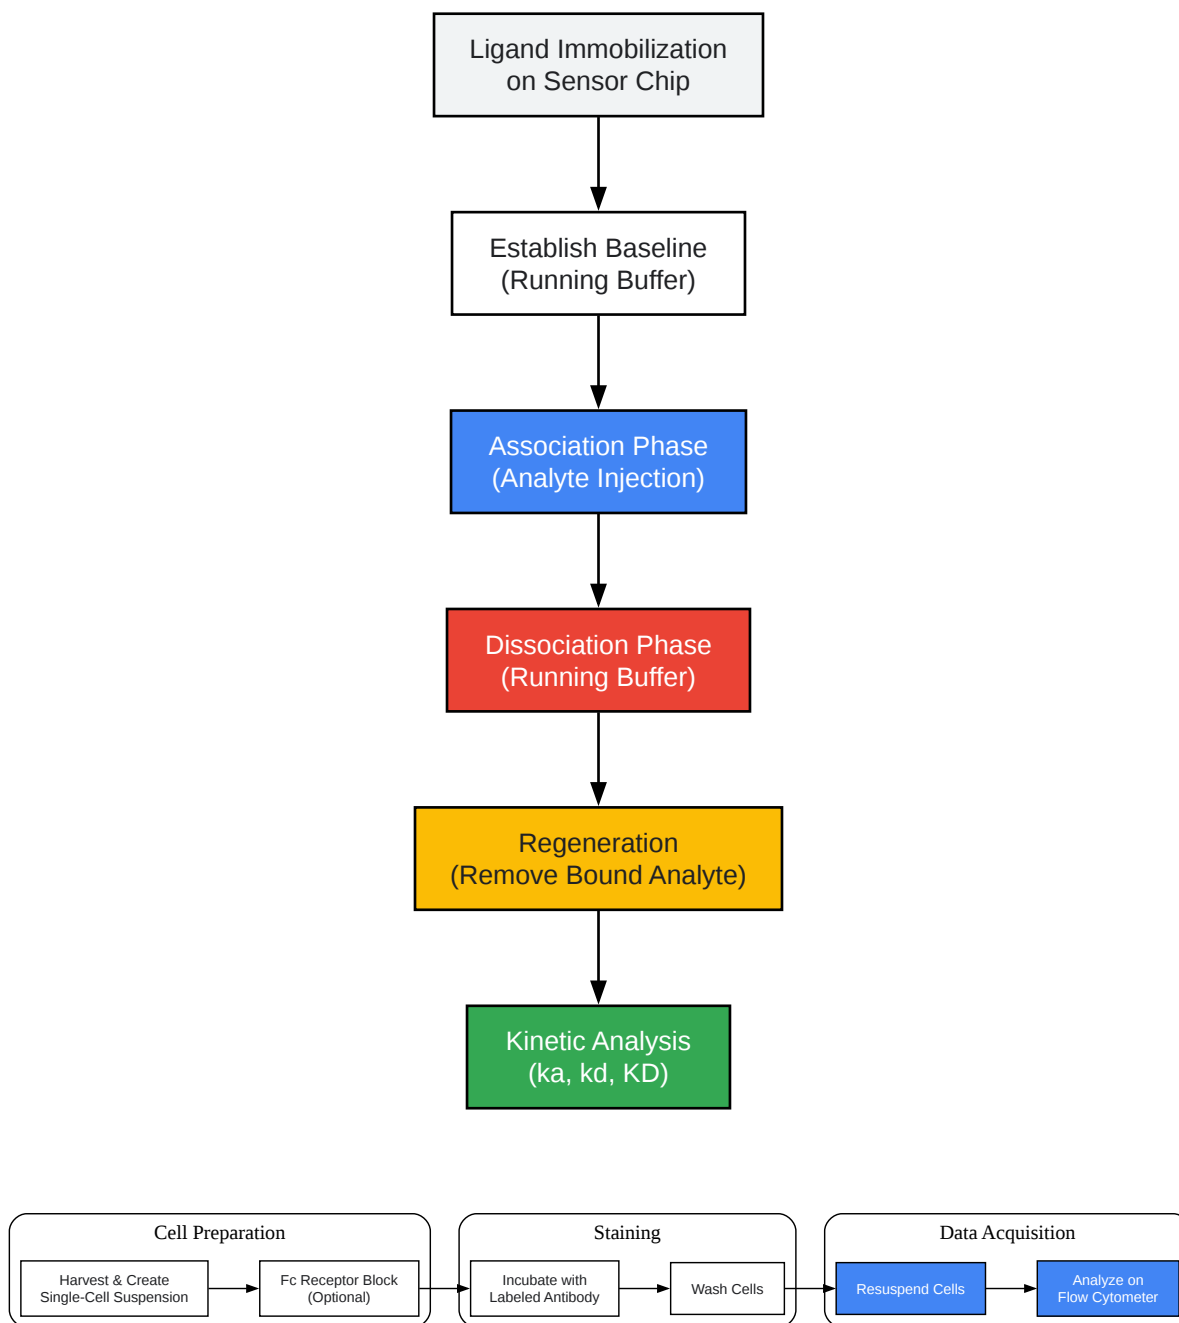 Ligand Immobilization
on Sensor Chip
Establish Baseline
(Running Buffer)
Association Phase
(Analyte Injection)
Dissociation Phase
(Running Buffer)
Regeneration
(Remove Bound Analyte)
Kinetic Analysis
(ka, kd, KD)
Cell Preparation
Harvest & Create
Single-Cell Suspension
Fc Receptor Block
(Optional)
Staining
Incubate with
Labeled Antibody
Wash Cells
Data Acquisition
Resuspend Cells
Analyze on
Flow Cytometer